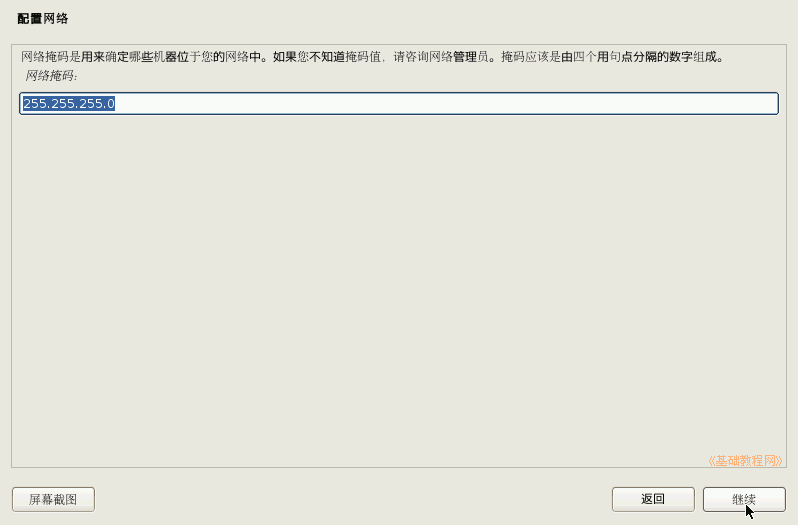 配置网络
网络掩码是用来确定哪些机器位于您的网络中。如果您不知道掩码值，请咨询网络管理员。掩码应该是由四个用句点分隔的数字组成。
网络掩码:
255.255.255.0
《基础教程网》
屏幕截图
返回
继续